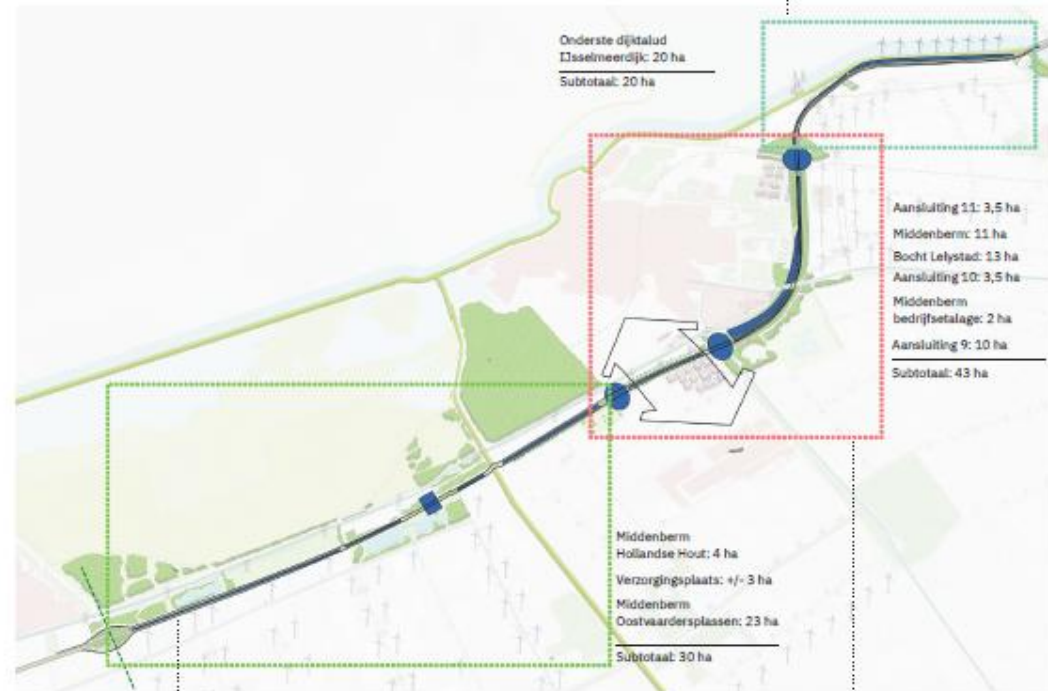 Onderste dijktalud
IJsselmeerdijk: 20 ha
Subtotaal: 20 ha
Aansluiting 11: 3,5 ha
Middenberm: 11 ha
Bocht Lelystad: 13 ha
Aansluiting 10: 3,5 ha
Middenberm
bedrijfsetalage: 2 ha
Aansluiting 9: 10 ha
Subtotaal: 43 ha
Middenberm
Hollandse Hout: 4 ha
Verzorgingsplaats: +/- 3 ha
Middenberm
Oostvaardersplassen: 23 ha
Subtotaal: 30 ha